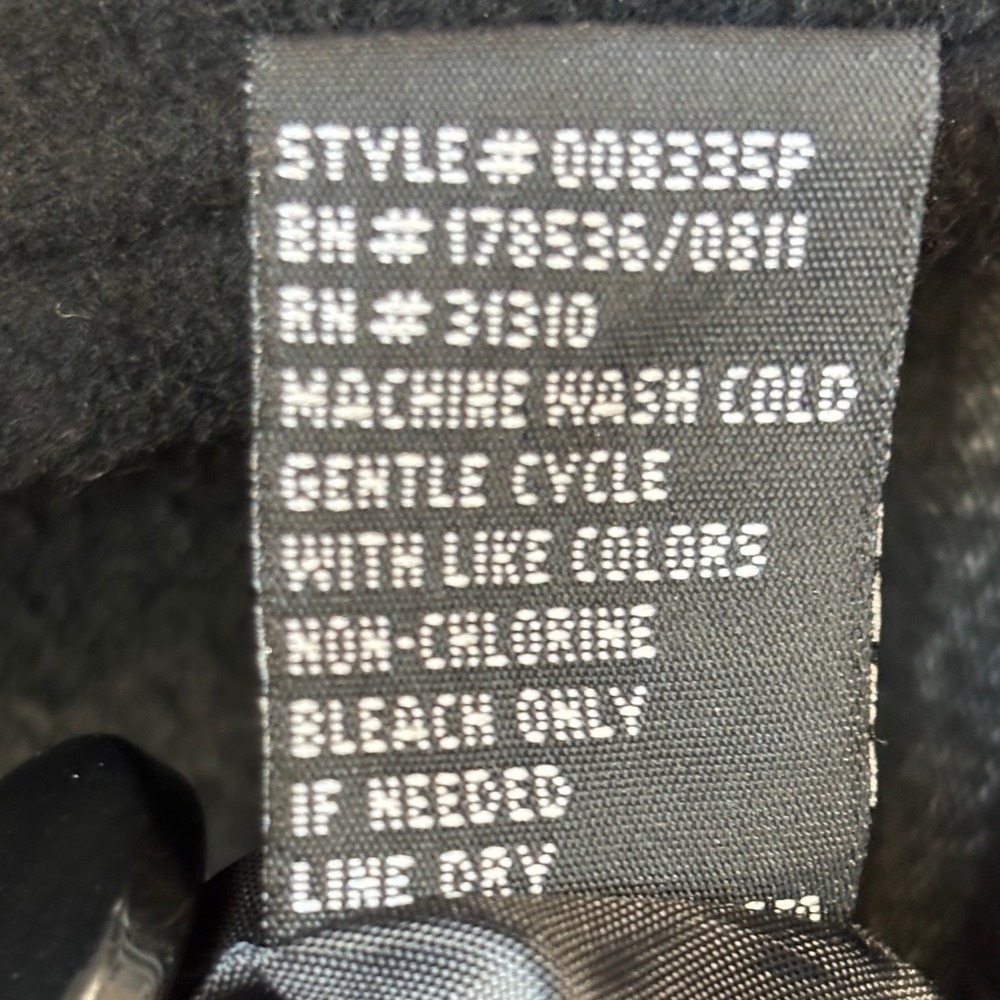 STYLE# 008335P
BN# 178536/0811
RN# 31310
MACHINE WASH COLD
GENTLE CYCLE
WITH LIKE COLORS
NON-CHLORINE
BLEACH ONLY
IF NEEDED
LINE DRY